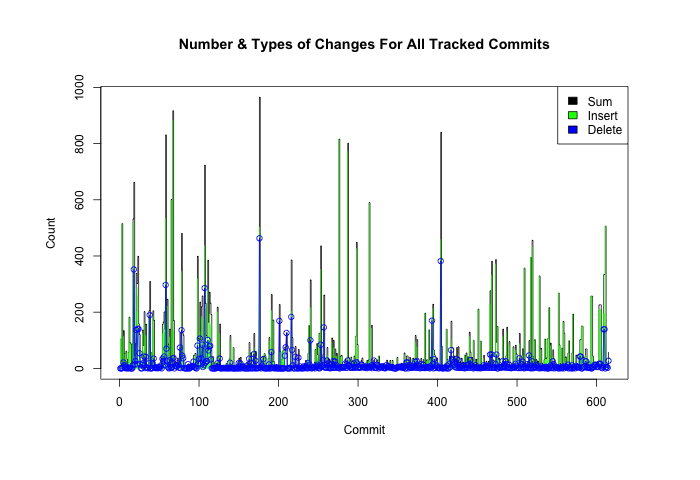 Number & Types of Changes For All Tracked Commits
Sum
Insert
Delete
1000
800
600
400
200
0
Count
0 100 200 300 400 500 600
Commit